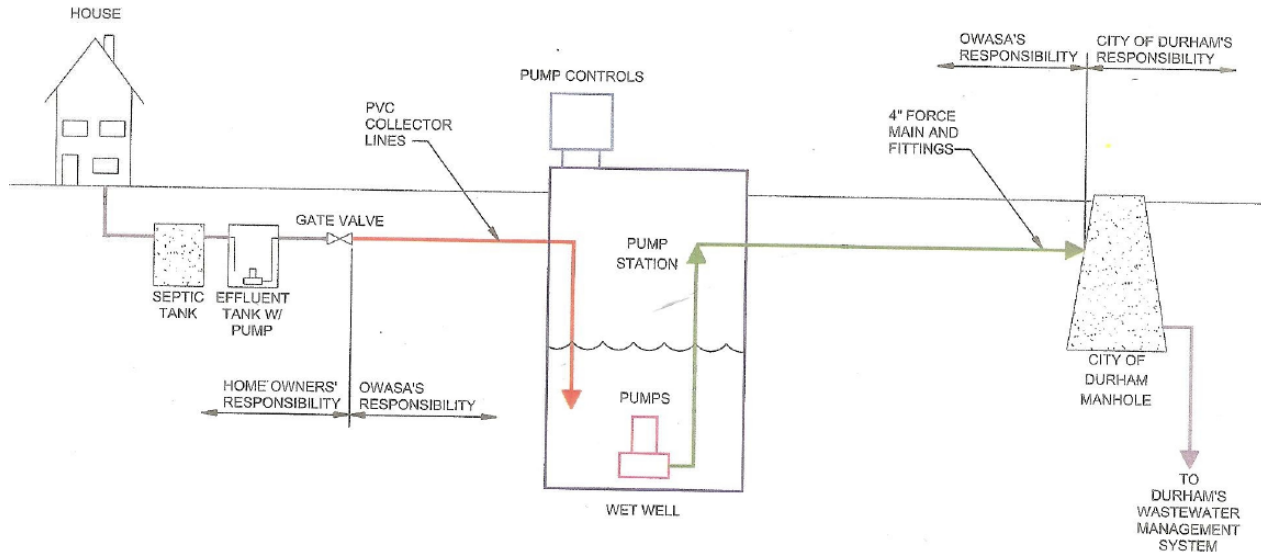 HOUSE
OWASA'S
RESPONSIBILITY
CITY OF DURHAM'S
RESPONSIBILITY
PUMP CONTROLS
PVC
COLLECTOR
LINES
4" FORCE
MAIN AND
FITTINGS
GATE VALVE
PUMP
STATION
SEPTIC
TANK
EFFLUENT
TANK W/
PUMP
HOME OWNERS'
RESPONSIBILITY
OWASA'S
RESPONSIBILITY
PUMPS
CITY OF
DURHAM
MANHOLE
WET WELL
TO
DURHAM'S
WASTEWATER
MANAGEMENT
SYSTEM